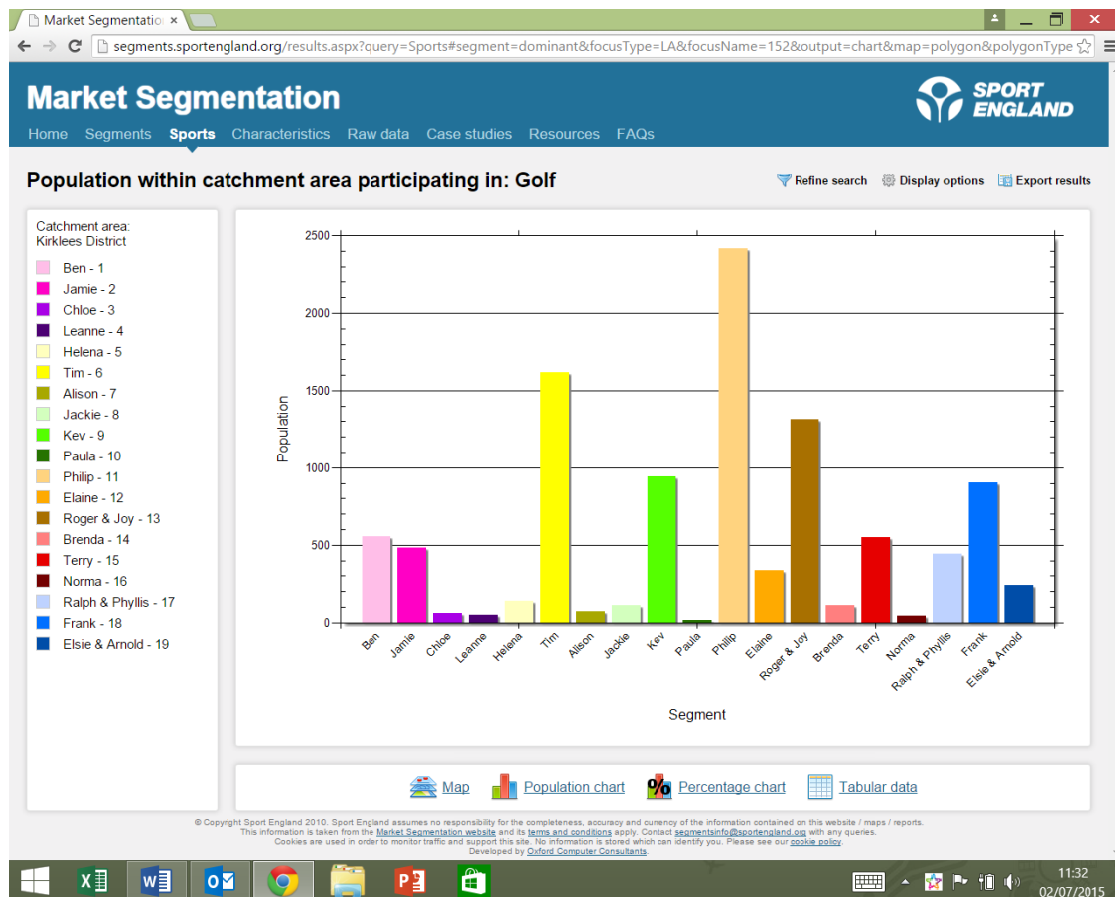 Market Segmentatio
segments.sportengland.org/results.aspx?query=Sports#segment=dominant&focusType=LA&focusName=152&output=chart&map=polygon&polygonType
Market Segmentation
SPORT
ENGLAND
Home Segments Sports Characteristics Raw data Case studies Resources FAQs
Population within catchment area participating in: Golf
Refine search Display options Export results
Catchment area:
Kirklees District
Ben - 1
Jamie - 2
Chloe - 3
Leanne - 4
Helena - 5
Tim - 6
Alison - 7
Jackie - 8
Kev - 9
Paula - 10
Philip - 11
Elaine - 12
Roger & Joy - 13
Brenda - 14
Terry - 15
Norma - 16
Ralph & Phyllis - 17
Frank - 18
Elsie & Arnold - 19
2500
2000
1500
1000
500
0
Population
Ben
Jamie
Chloe
Leanne
Helena
Tim
Alison
Jackie
Kev
Paula
Philip
Elaine
Roger & Joy
Brenda
Terry
Norma
Ralph & Phyllis
Frank
Elsie & Arnold
Segment
Map Population chart % Percentage chart Tabular data
© Copyright Sport England 2010. Sport England assumes no responsibility for the completeness, accuracy and currency of the information contained on this website / maps / reports.
This information is taken from the Market Segmentation website and its terms and conditions apply. Contact segmentsinfo@sportengland.org with any queries.
Cookies are used in order to monitor traffic and support this site. No information is stored which can identify you. Please see our cookie policy.
Developed by Oxford Computer Consultants.
11:32
02/07/2015